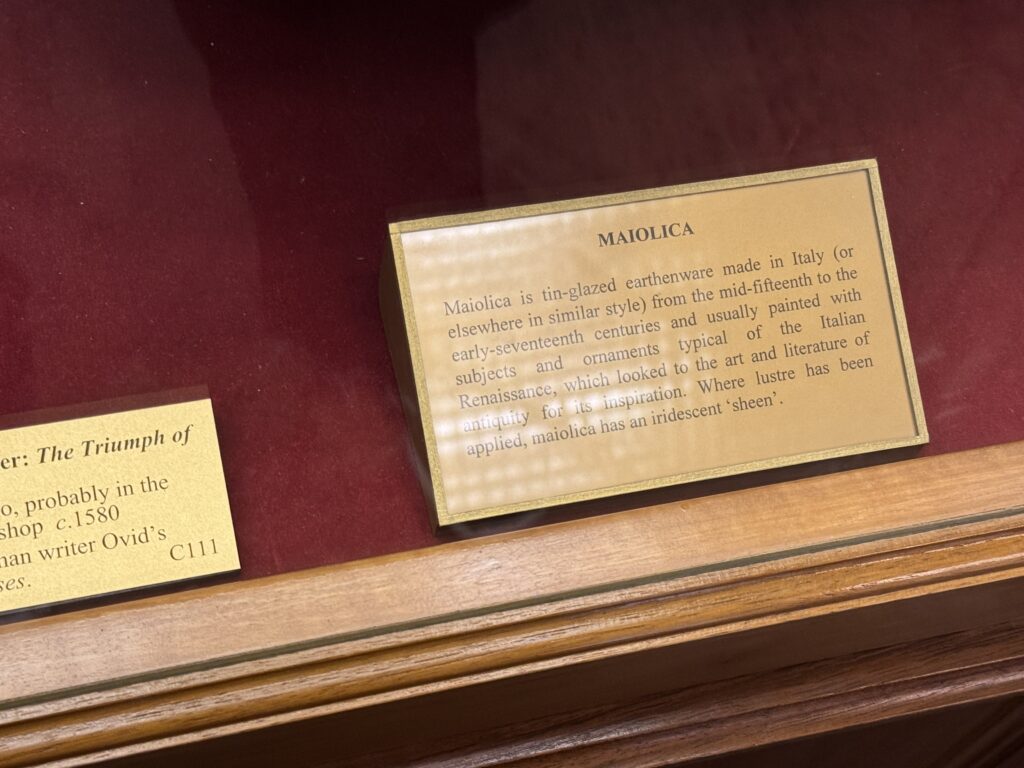 MAIOLICA
Maiolica is tin-glazed earthenware made in Italy (or
elsewhere in similar style) from the mid-fifteenth to the
early-seventeenth centuries and usually painted with
subjects and ornaments typical of the Italian
Renaissance, which looked to the art and literature of
antiquity for its inspiration. Where lustre has been
applied, maiolica has an iridescent ‘sheen’.
er: The Triumph of
o, probably in the
shop c.1580
nan writer Ovid’s
ses.
C111